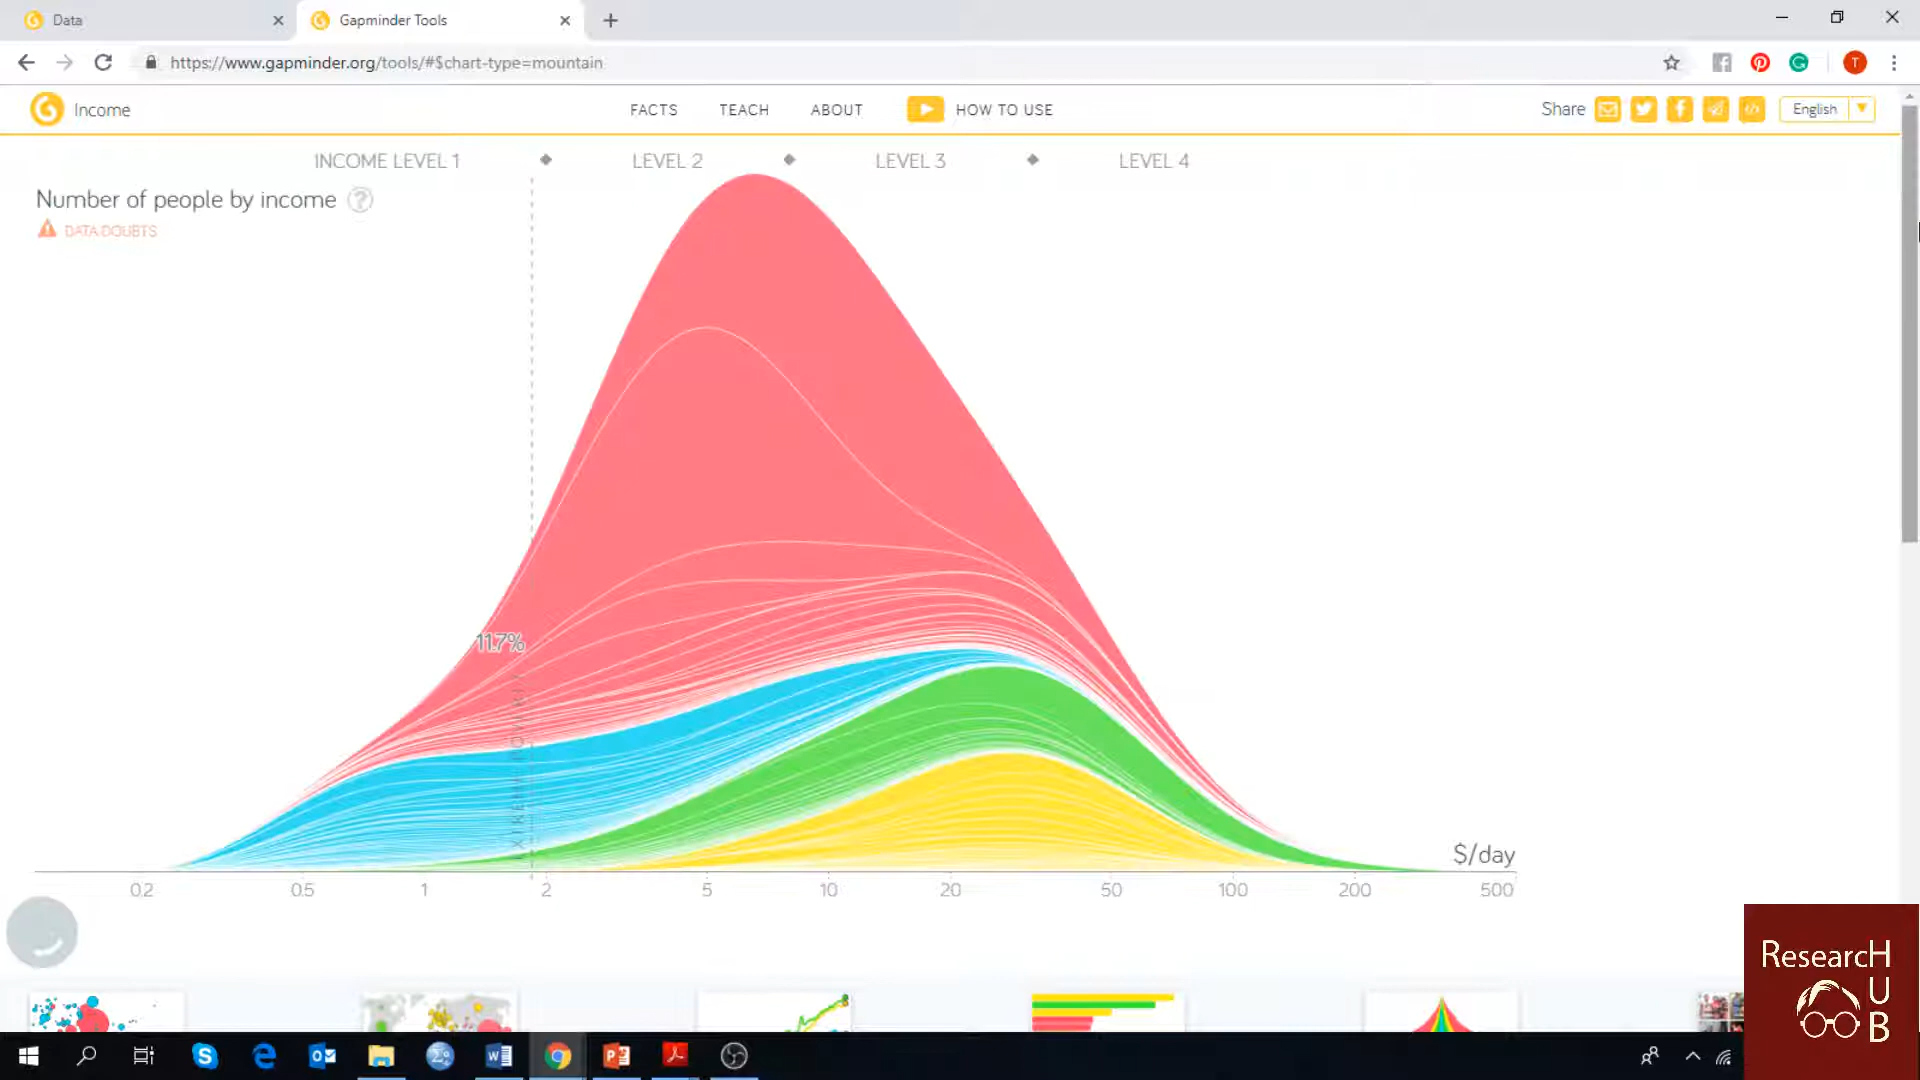 Data
Gapminder Tools
https://www.gapminder.org/tools/#$chart-type=mountain
T
Income
FACTS TEACH ABOUT HOW TO USE
Share
English
INCOME LEVEL 1 LEVEL 2 LEVEL 3 LEVEL 4
Number of people by income ?
DATA DOUBTS
11.7%
EXTREME POVERTY
$/day
0.2 0.5 1 2 5 10 20 50 100 200 500
ResearcH
U
B